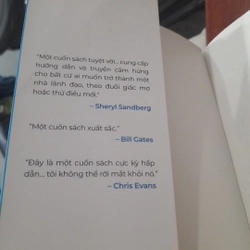 "Một cuốn sách tuyệt vời... cung cấp
hướng dẫn và truyền cảm hứng
cho bất cứ ai muốn trở thành một
nhà lãnh đạo, theo đuổi giấc mơ
hoặc thử điều mới."
– Sheryl Sandberg
"Một cuốn sách xuất sắc."
– Bill Gates
"Đây là một cuốn sách cực kỳ hấp
dẫn... tôi không thể rời mắt khỏi nó."
– Chris Evans